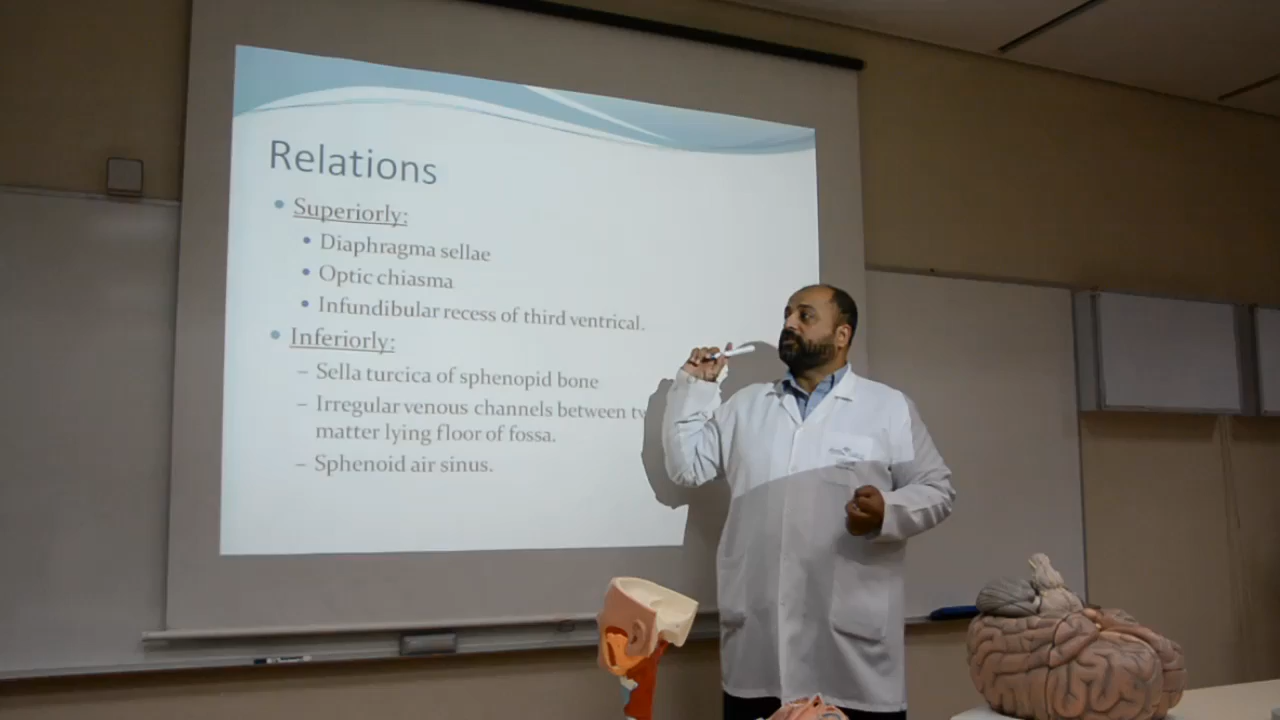 Relations
Superiorly:
Diaphragma sellae
Optic chiasma
Infundibular recess of third ventrical.
Inferiorly:
– Sella turcica of sphenopid bone
– Irregular venous channels between
matter lying floor of fossa.
– Sphenoid air sinus.